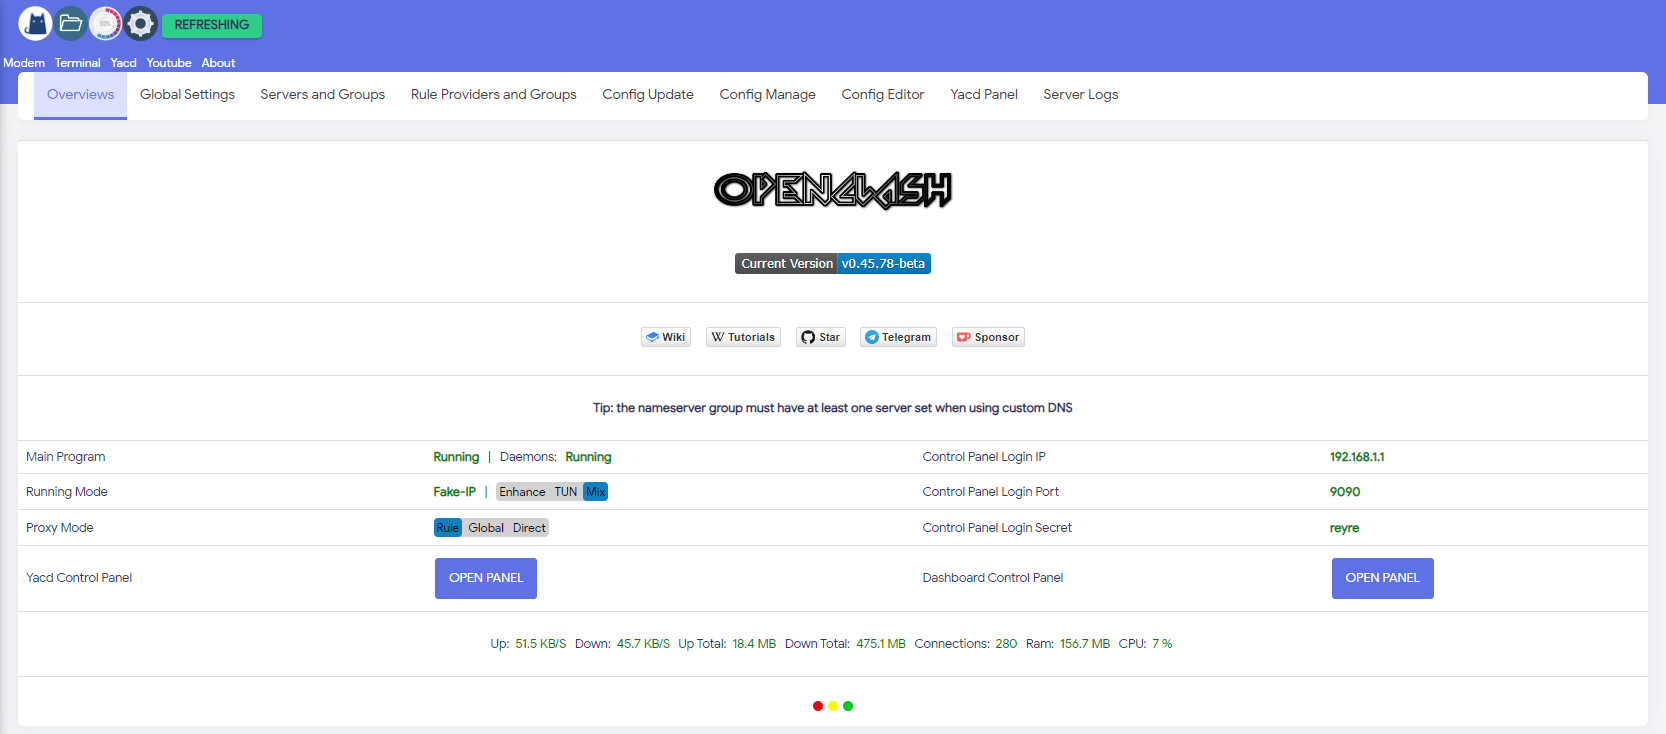 REFRESHING
Modem Terminal Yacd Youtube About
Overviews Global Settings Servers and Groups Rule Providers and Groups Config Update Config Manage Config Editor Yacd Panel Server Logs
OPENCLASH
Current Version v0.45.78-beta
Wiki Tutorials Star Telegram Sponsor
Tip: the nameserver group must have at least one server set when using custom DNS
Main Program Running | Daemons: Running Control Panel Login IP 192.168.1.1
Running Mode Fake-IP | Enhance TUN Mix Control Panel Login Port 9090
Proxy Mode Rule Global Direct Control Panel Login Secret reyre
Yacd Control Panel OPEN PANEL Dashboard Control Panel OPEN PANEL
Up: 51.5 KB/S Down: 45.7 KB/S Up Total: 18.4 MB Down Total: 475.1 MB Connections: 280 Ram: 156.7 MB CPU: 7 %